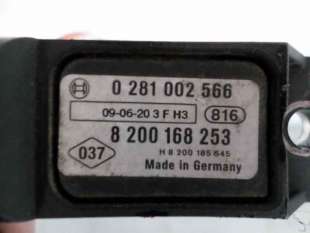 0 281 002 566
09-06-20 3 F H3 816
8 200 168 253
037 H 8 200 185 645
Made in Germany